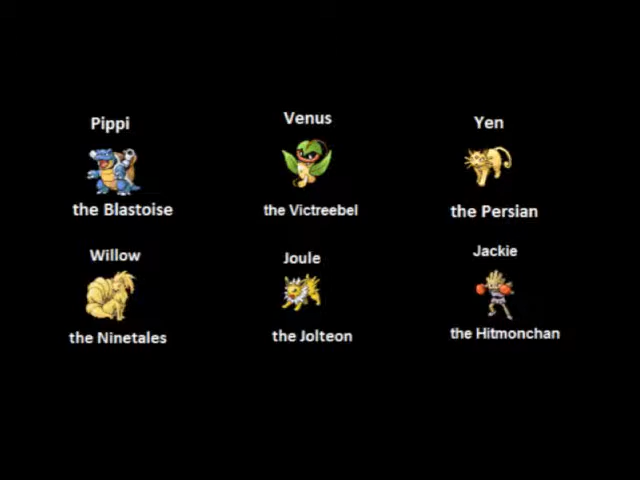 Pippi
Venus
Yen
the Blastoise
the Victreebel
the Persian
Willow
Joule
Jackie
the Ninetales
the Jolteon
the Hitmonchan